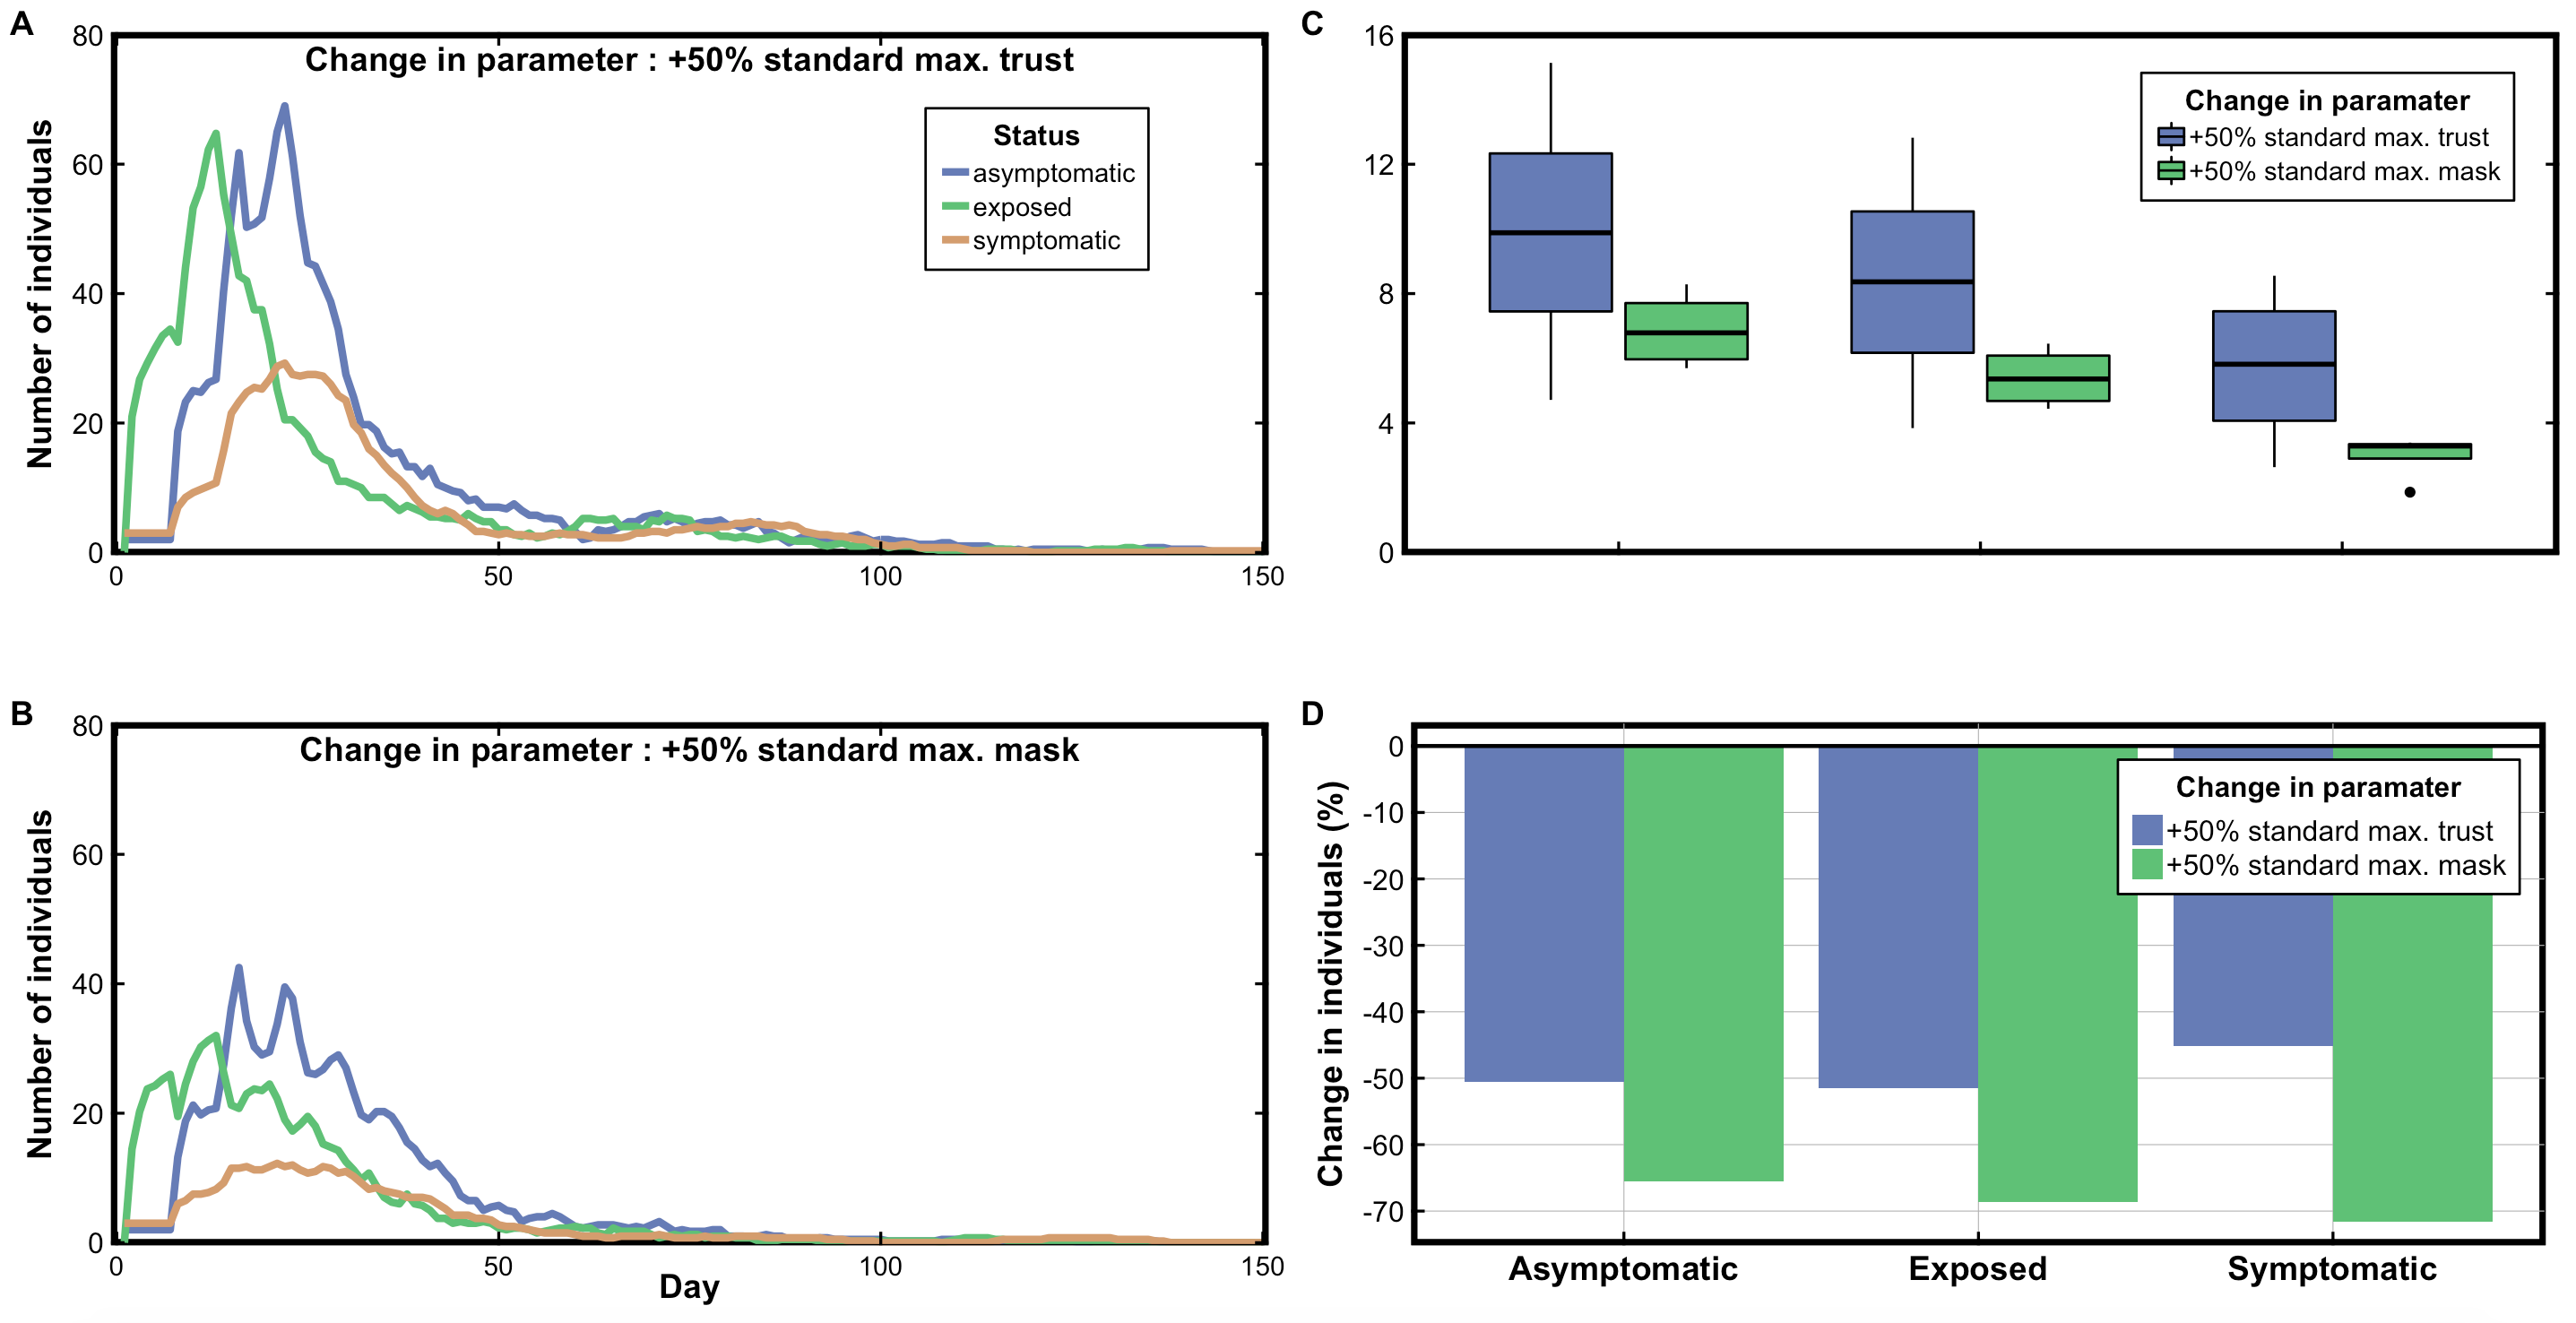 A
80
60
40
20
0
Number of individuals
Change in parameter : +50% standard max. trust
Status
asymptomatic
exposed
symptomatic
0
50
100
150
C
16
12
8
4
0
Change in paramater
+50% standard max. trust
+50% standard max. mask
B
80
60
40
20
0
Number of individuals
Change in parameter : +50% standard max. mask
0
50
100
150
Day
D
0
-10
-20
-30
-40
-50
-60
-70
Change in individuals (%)
Change in paramater
+50% standard max. trust
+50% standard max. mask
Asymptomatic
Exposed
Symptomatic